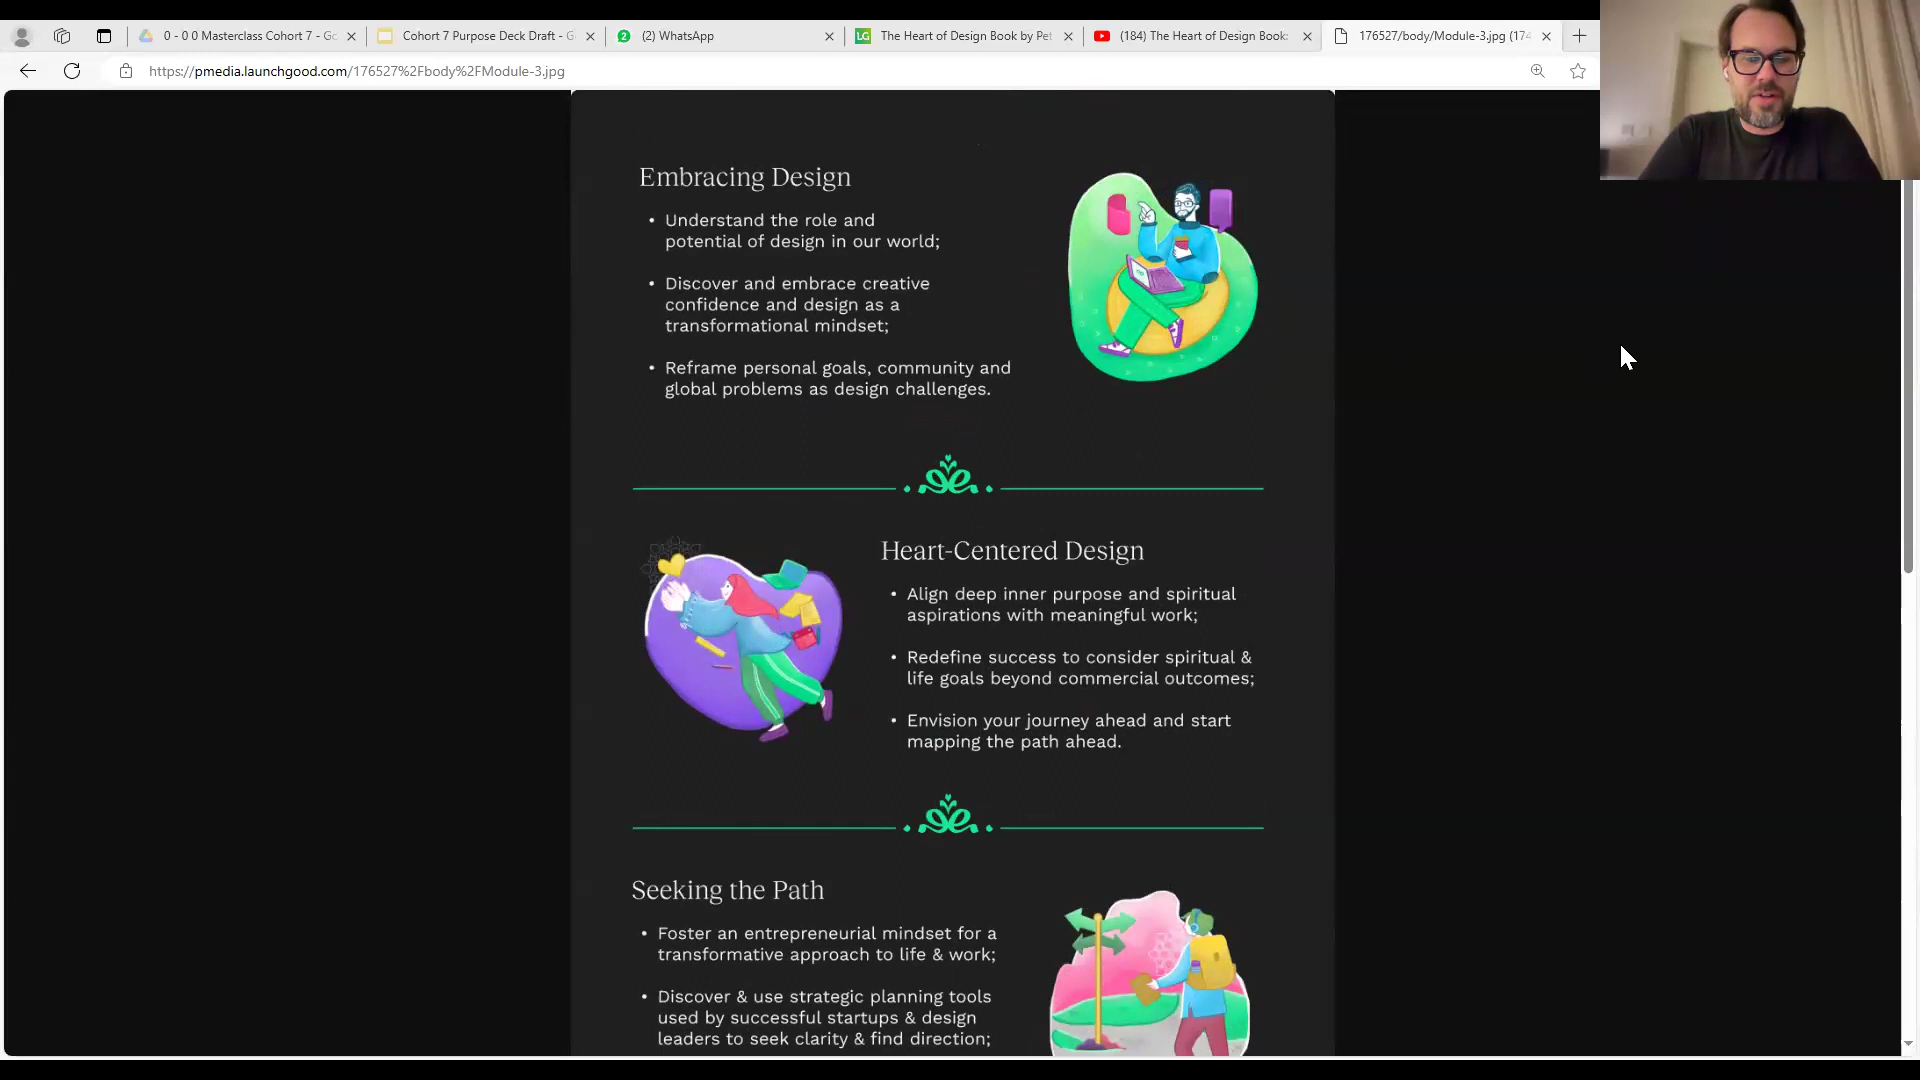 0 - 0 0 Masterclass Cohort 7 - Go
Cohort 7 Purpose Deck Draft - G
(2) WhatsApp
The Heart of Design Book by Pet
(184) The Heart of Design Book:
176527/body/Module-3.jpg (174
https://pmedia.launchgood.com/176527%2Fbody%2FModule-3.jpg
Embracing Design
• Understand the role and
potential of design in our world;
• Discover and embrace creative
confidence and design as a
transformational mindset;
• Reframe personal goals, community and
global problems as design challenges.
Heart-Centered Design
• Align deep inner purpose and spiritual
aspirations with meaningful work;
• Redefine success to consider spiritual &
life goals beyond commercial outcomes;
• Envision your journey ahead and start
mapping the path ahead.
Seeking the Path
• Foster an entrepreneurial mindset for a
transformative approach to life & work;
• Discover & use strategic planning tools
used by successful startups & design
leaders to seek clarity & find direction;